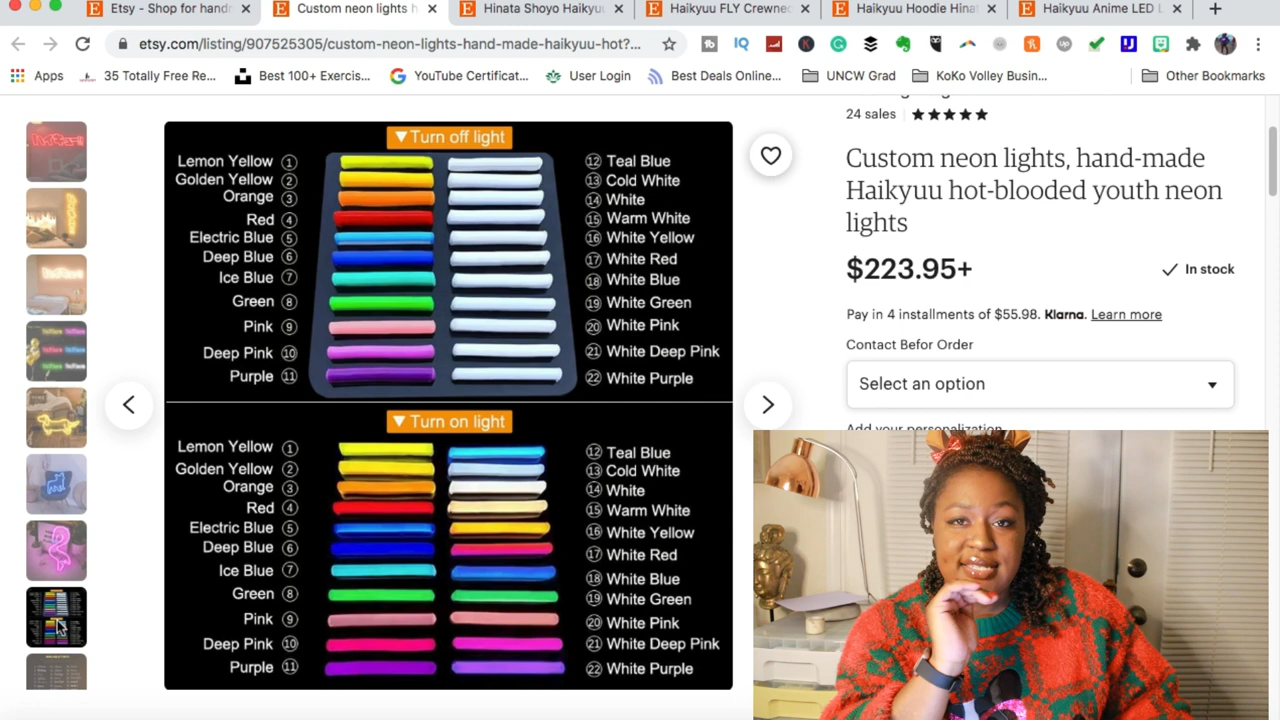 Etsy - Shop for handm
Custom neon lights h
Hinata Shoyo Haikyu
Haikyuu FLY Crewnec
Haikyuu Hoodie Hinat
Haikyuu Anime LED L
etsy.com/listing/907525305/custom-neon-lights-hand-made-haikyuu-hot?...
Apps
35 Totally Free Re...
Best 100+ Exercis...
YouTube Certificat...
User Login
Best Deals Online...
UNCW Grad
KoKo Volley Busin...
Other Bookmarks
▼Turn off light
Lemon Yellow ①
Golden Yellow ②
Orange ③
Red ④
Electric Blue ⑤
Deep Blue ⑥
Ice Blue ⑦
Green ⑧
Pink ⑨
Deep Pink ⑩
Purple ⑪
⑫ Teal Blue
⑬ Cold White
⑭ White
⑮ Warm White
⑯ White Yellow
⑰ White Red
⑱ White Blue
⑲ White Green
⑳ White Pink
㉑ White Deep Pink
㉒ White Purple
▼ Turn on light
Lemon Yellow ①
Golden Yellow ②
Orange ③
Red ④
Electric Blue ⑤
Deep Blue ⑥
Ice Blue ⑦
Green ⑧
Pink ⑨
Deep Pink ⑩
Purple ⑪
⑫ Teal Blue
⑬ Cold White
⑭ White
⑮ Warm White
⑯ White Yellow
⑰ White Red
⑱ White Blue
⑲ White Green
⑳ White Pink
㉑ White Deep Pink
㉒ White Purple
24 sales
Custom neon lights, hand-made
Haikyuu hot-blooded youth neon
lights
$223.95+
In stock
Pay in 4 installments of $55.98. Klarna. Learn more
Contact Befor Order
Select an option
Add your personalization